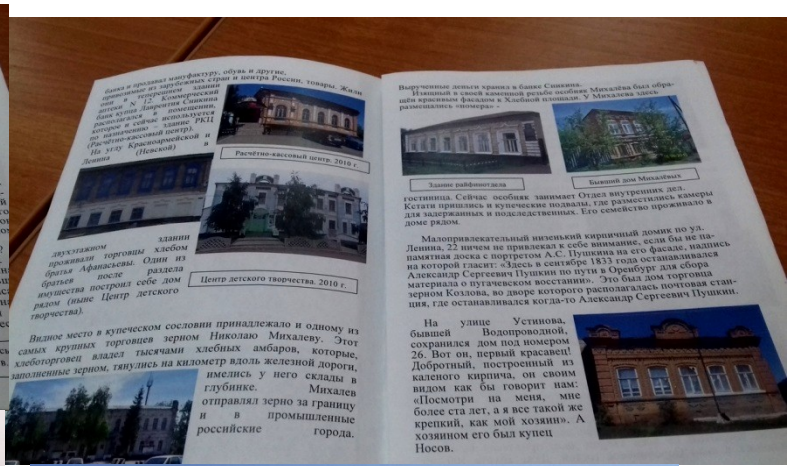 банка и продавал мануфактуру, обувь и другие,
привозимые из зарубежных стран и центра России, товары. Жили
они в теперешнем здании
аптеки N 12. Коммерческий
банк купца Лаврентия Спикина
располагался в помещении,
которое и сейчас используется
по назначению – здание РКЦ
(Расчётно-кассовый центр).
На углу Красноармейской и
Ленина (Невской) в
Расчётно-кассовый центр. 2010 г.
двухэтажном здании
проживали торговцы хлебом
братья Афанасьевы. Один из
братьев после раздела
имущества построил себе дом
рядом (ныне Центр детского
творчества).
Центр детского творчества. 2010 г.
Видное место в купеческом сословии принадлежало и одному из
самых крупных торговцев зерном Николаю Михалеву. Этот
хлеботорговец владел тысячами хлебных амбаров, которые,
заполненные зерном, тянулись на километр вдоль железной дороги,
имелись у него склады в
глубинке. Михалев
отправлял зерно за границу
и в промышленные
российские города.
Вырученные деньги хранил в банке Спикина.
Изящный в своей каменной резьбе особняк Михалёва был обра-
щён красивым фасадом к Хлебной площади. У Михалева здесь
размещались «номера» -
Здание райфинотдела
Бывший дом Михалёвых
гостиница. Сейчас особняк занимает Отдел внутренних дел.
Кстати пришлись и купеческие подвалы, где разместились камеры
для задержанных и подследственных. Его семейство проживало в
доме рядом.
Малопривлекательный низенький кирпичный домик по ул.
Ленина, 22 ничем не привлекал к себе внимание, если бы не па-
памятная доска с портретом А.С. Пушкина на его фасаде, надпись
на которой гласит: «Здесь в сентябре 1833 года останавливался
Александр Сергеевич Пушкин по пути в Оренбург для сбора
материала о пугачевском восстании». Это был дом торговца
зерном Козлова, во дворе которого располагалась почтовая стан-
ция, где останавливался когда-то Александр Сергеевич Пушкин.
На улице Устинова,
бывшей Водопроводной,
сохранился дом под номером
26. Вот он, первый красавец!
Добротный, построенный из
каленого кирпича, он своим
видом как бы говорит нам:
«Посмотри на меня, мне
более ста лет, а я все такой же
крепкий, как мой хозяин». А
хозяином его был купец
Носов.